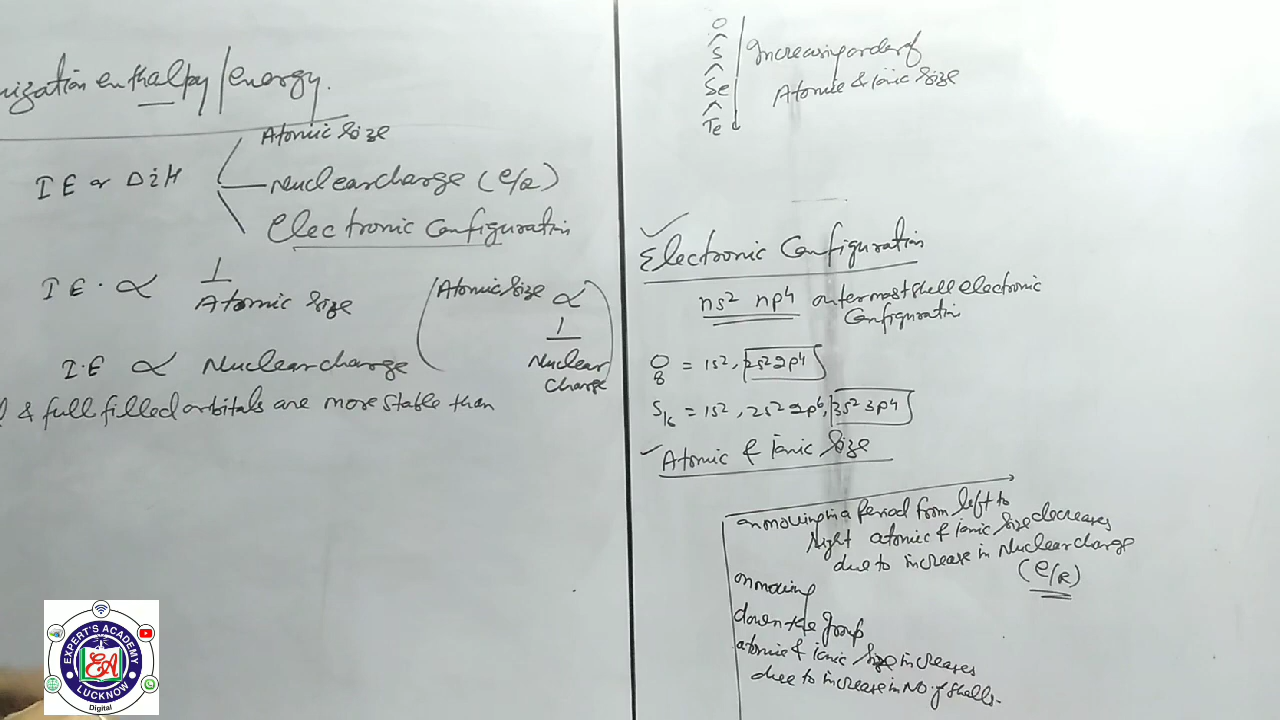 nization enthalpy/energy.
Atomic Size
IE or ΔiH
Nuclear charge (e/R)
Electronic Configuration
I E. ∝ 1/Atomic Size
(Atomic Size ∝ 1/Nuclear Charge)
I.E ∝ Nuclear charge
& full filled orbitals are more stable than
O
^
S
^
Se
^
Te
Increasing order of
Atomic & Ionic Size
✓
Electronic Configuration
ns² np⁴ outermost shell electronic
Configuration
O₈ = 1s², 2s² 2p⁴
S₁₆ = 1s², 2s² 2p⁶, 3s² 3p⁴
✓ Atomic & Ionic Size
on moving in a period from left to
right atomic & ionic size decreases
due to increase in Nuclear charge
(e/R)
on moving
down the group
atomic & ionic size increases
due to increase in No of shells.
EXPERT'S ACADEMY
EA
LUCKNOW
Digital